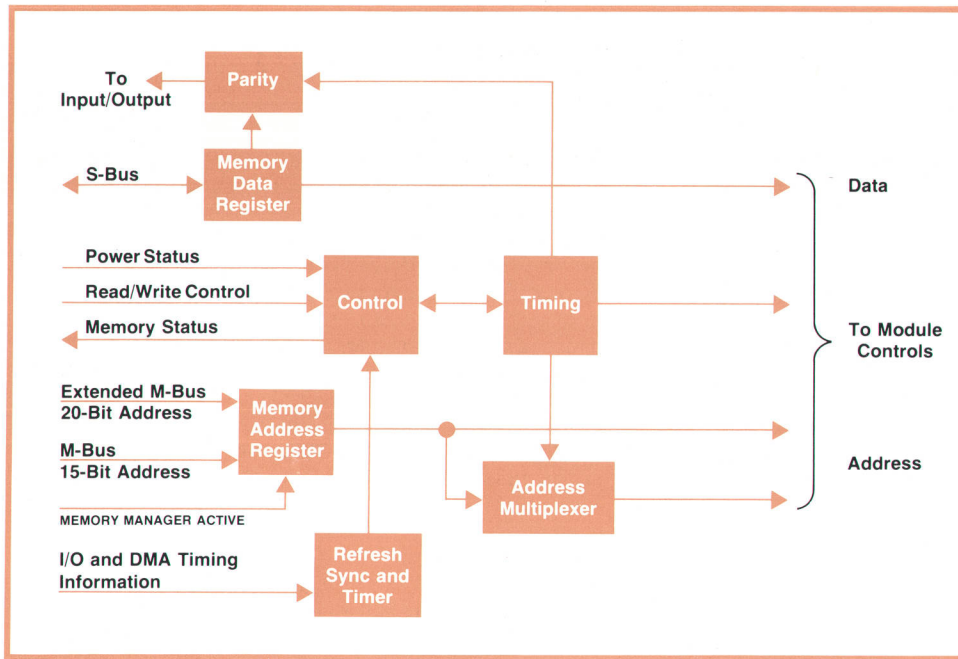 To
Input/Output
Parity
S-Bus
Memory
Data
Register
Data
Power Status
Read/Write Control
Memory Status
Control
Timing
To Module
Controls
Extended M-Bus
20-Bit Address
M-Bus
15-Bit Address
MEMORY MANAGER ACTIVE
Memory
Address
Register
Address
Multiplexer
Address
I/O and DMA Timing
Information
Refresh
Sync and
Timer